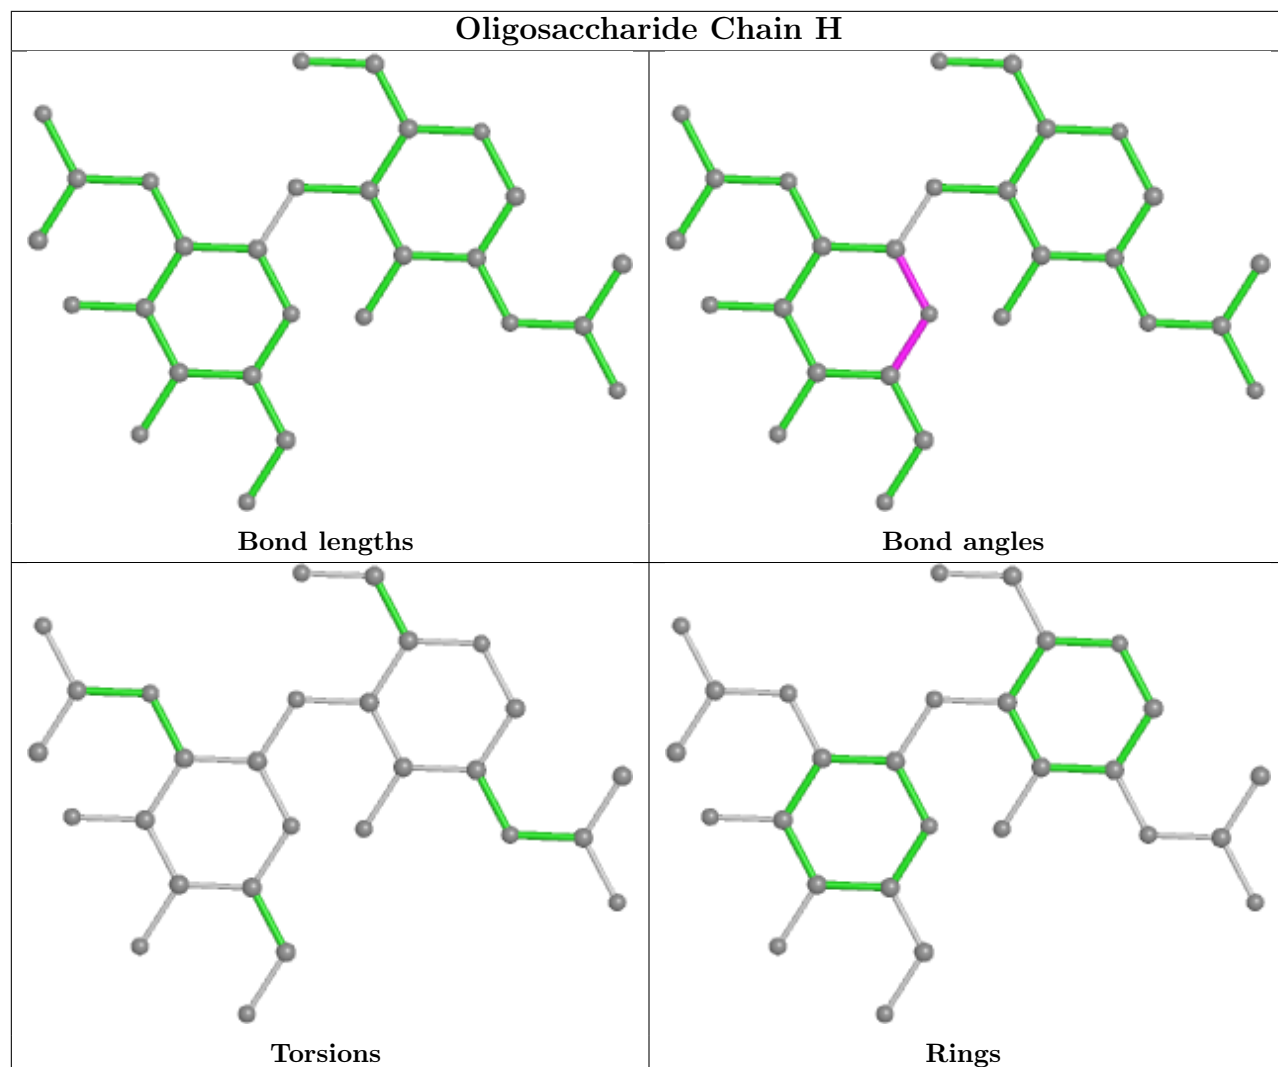 Oligosaccharide Chain H
Bond lengths
Bond angles
Torsions
Rings